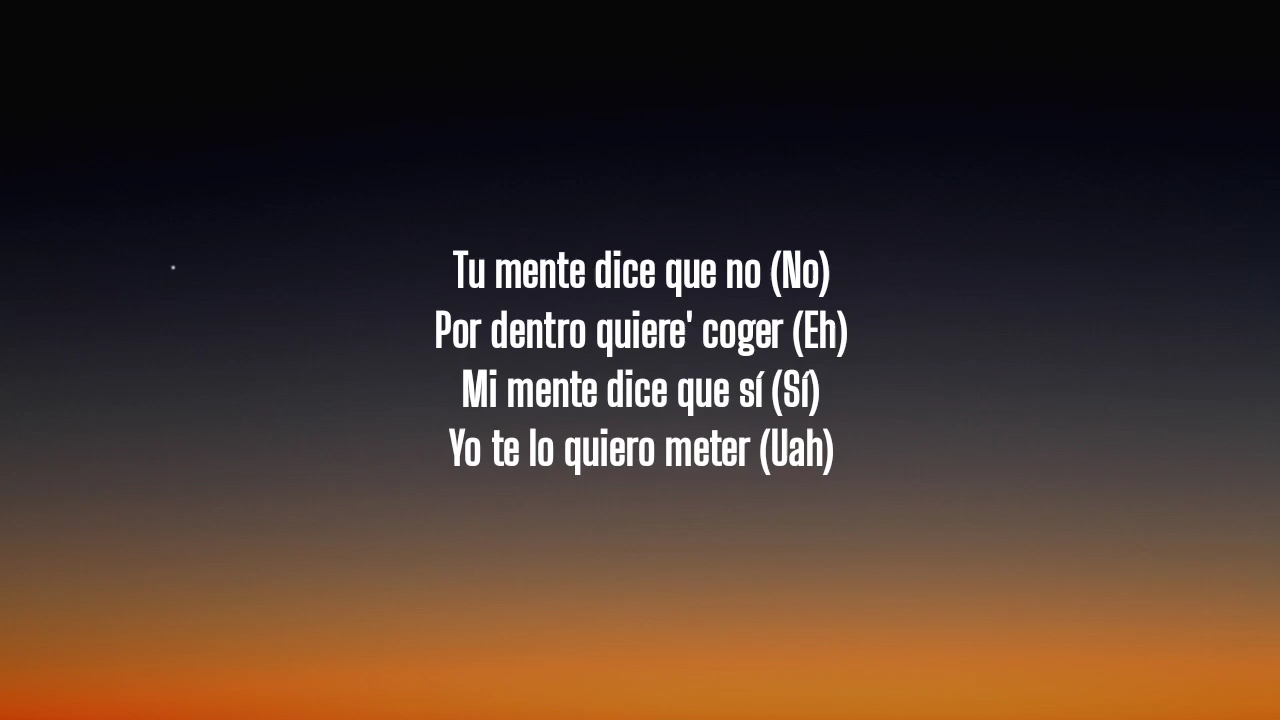 Tu mente dice que no (No)
Por dentro quiere' coger (Eh)
Mi mente dice que sí (Sí)
Yo te lo quiero meter (Uah)